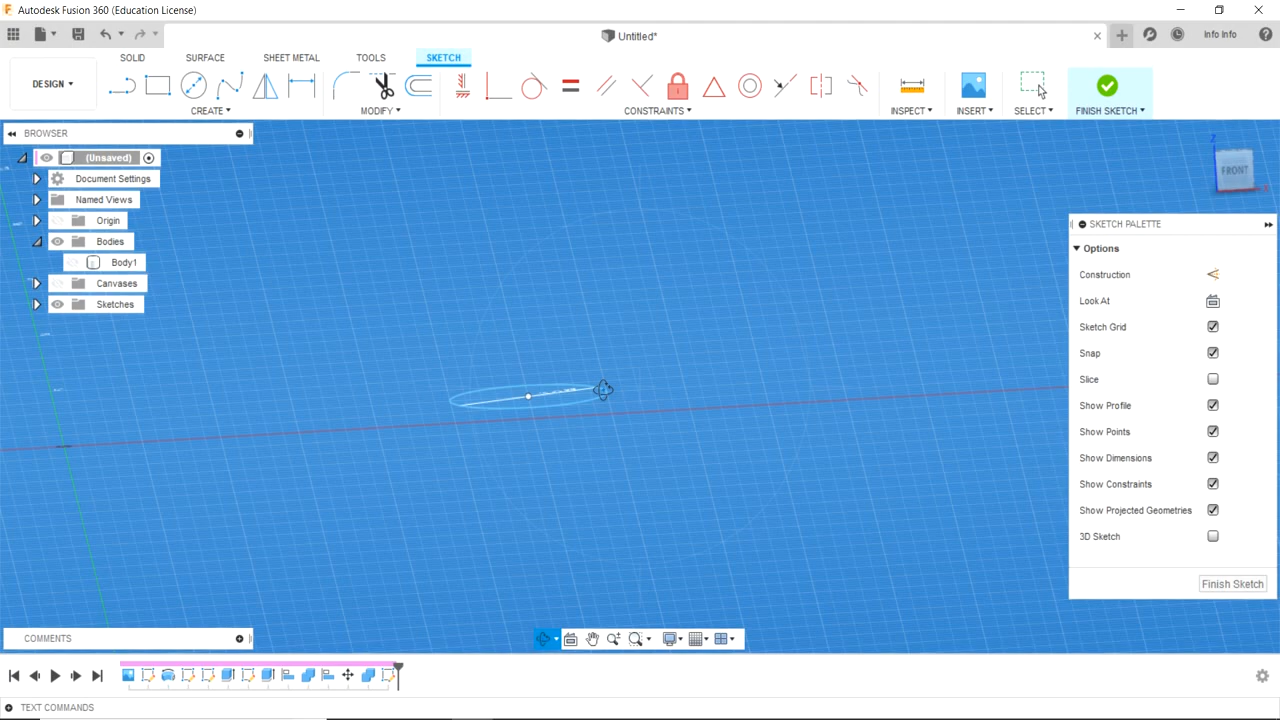 Autodesk Fusion 360 (Education License)
Untitled*
Info Info
SOLID SURFACE SHEET METAL TOOLS SKETCH
DESIGN
CREATE MODIFY CONSTRAINTS INSPECT INSERT SELECT FINISH SKETCH
BROWSER
(Unsaved)
Document Settings
Named Views
Origin
Bodies
Body1
Canvases
Sketches
Z
FRONT
X
SKETCH PALETTE
Options
Construction
Look At
Sketch Grid
Snap
Slice
Show Profile
Show Points
Show Dimensions
Show Constraints
Show Projected Geometries
3D Sketch
Finish Sketch
COMMENTS
TEXT COMMANDS